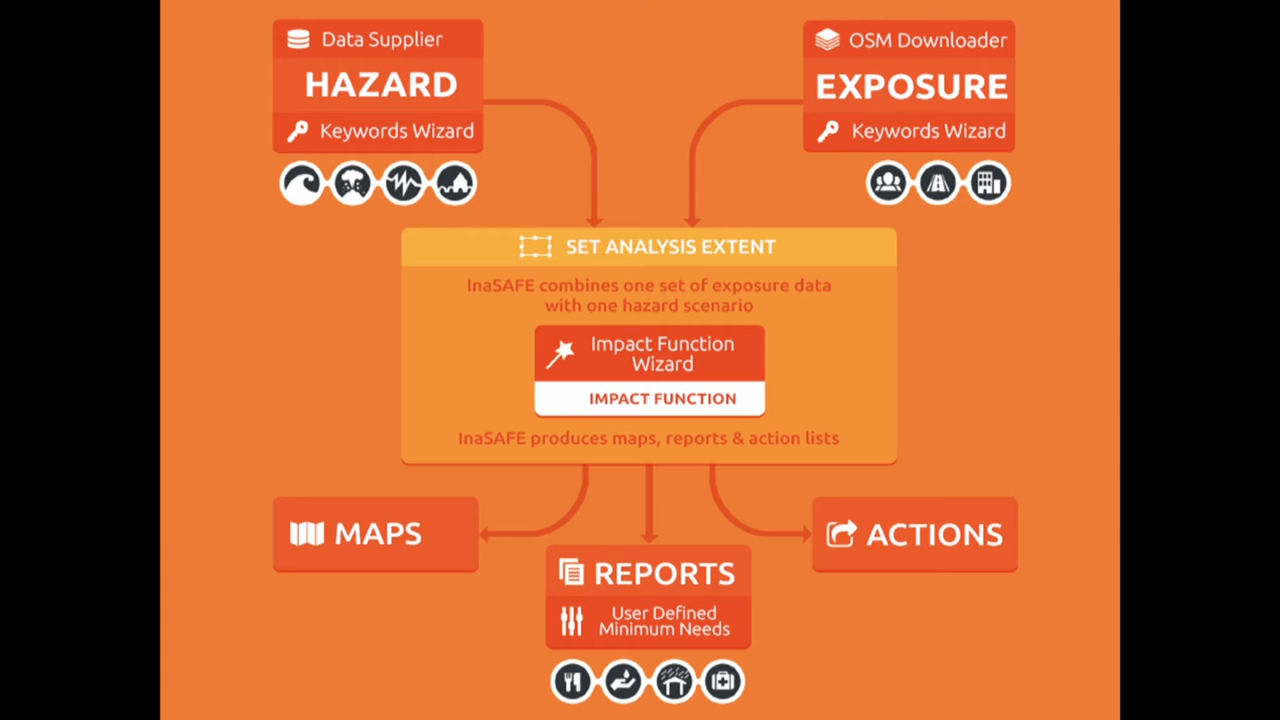 Data Supplier
HAZARD
Keywords Wizard
OSM Downloader
EXPOSURE
Keywords Wizard
SET ANALYSIS EXTENT
InaSAFE combines one set of exposure data
with one hazard scenario
Impact Function
Wizard
IMPACT FUNCTION
InaSAFE produces maps, reports & action lists
MAPS
REPORTS
User Defined
Minimum Needs
ACTIONS